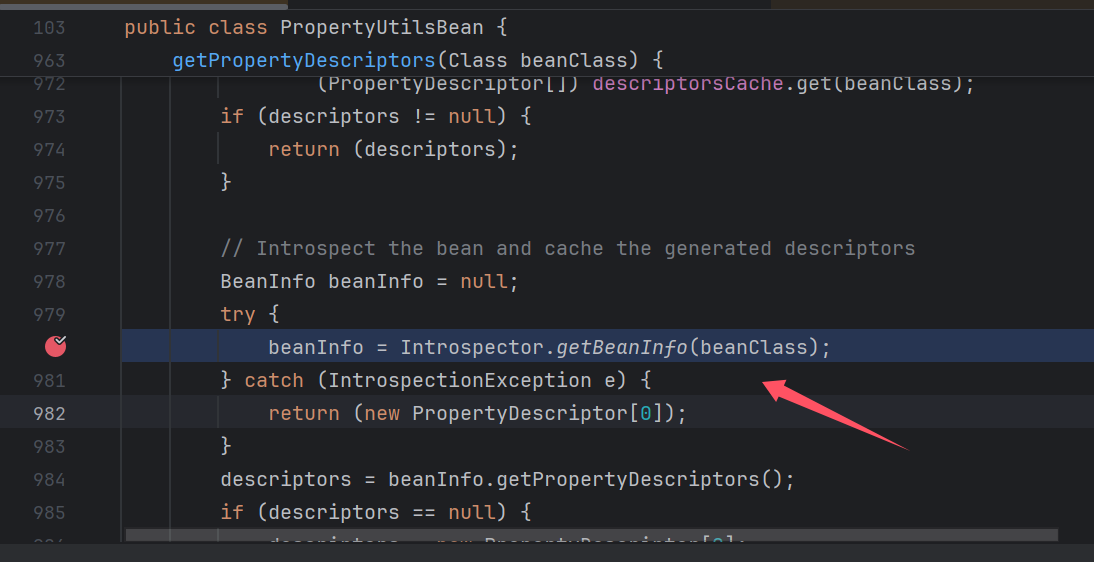 103 public class PropertyUtilsBean {
963 getPropertyDescriptors(Class beanClass) {
972 (PropertyDescriptor[]) descriptorsCache.get(beanClass);
973 if (descriptors != null) {
974 return (descriptors);
975 }
976
977 // Introspect the bean and cache the generated descriptors
978 BeanInfo beanInfo = null;
979 try {
beanInfo = Introspector.getBeanInfo(beanClass);
981 } catch (IntrospectionException e) {
982 return (new PropertyDescriptor[0]);
983 }
984 descriptors = beanInfo.getPropertyDescriptors();
985 if (descriptors == null) {